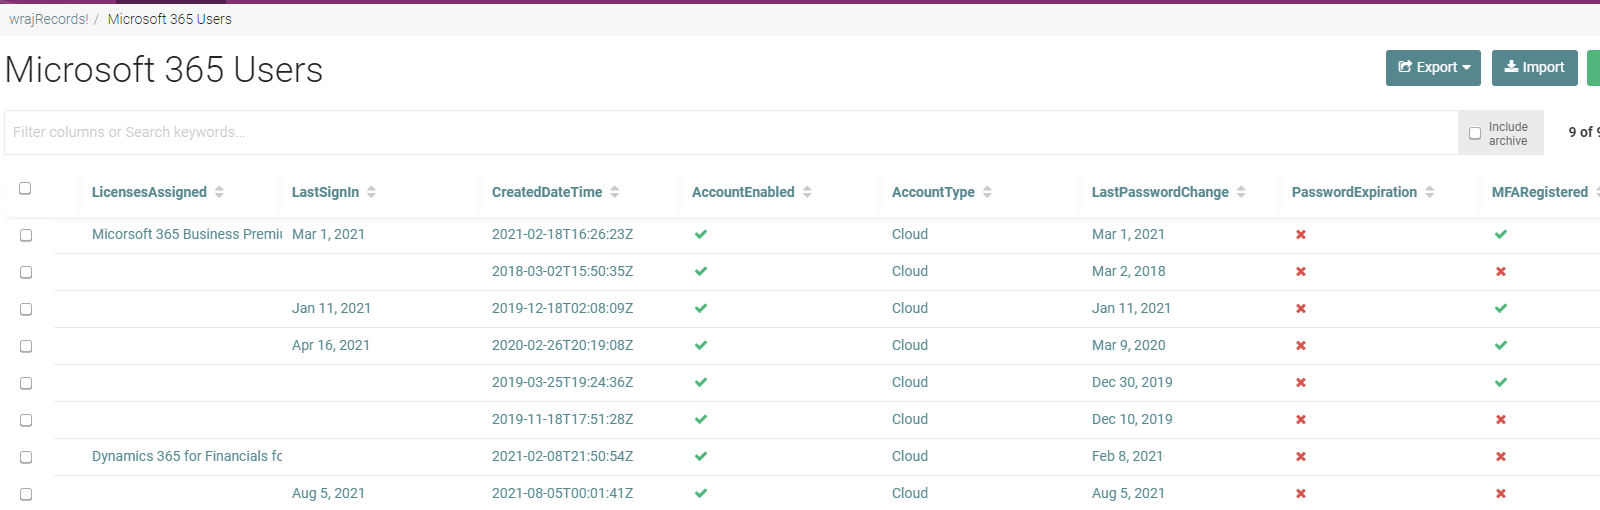 wrajRecords! / Microsoft 365 Users
Microsoft 365 Users
Export
Import
Filter columns or Search keywords...
Include archive
9 of 9
LicensesAssigned LastSignIn CreatedDateTime AccountEnabled AccountType LastPasswordChange PasswordExpiration MFARegistered
Micorsoft 365 Business Premiu Mar 1, 2021 2021-02-18T16:26:23Z Cloud Mar 1, 2021
2018-03-02T15:50:35Z Cloud Mar 2, 2018
Jan 11, 2021 2019-12-18T02:08:09Z Cloud Jan 11, 2021
Apr 16, 2021 2020-02-26T20:19:08Z Cloud Mar 9, 2020
2019-03-25T19:24:36Z Cloud Dec 30, 2019
2019-11-18T17:51:28Z Cloud Dec 10, 2019
Dynamics 365 for Financials fo 2021-02-08T21:50:54Z Cloud Feb 8, 2021
Aug 5, 2021 2021-08-05T00:01:41Z Cloud Aug 5, 2021